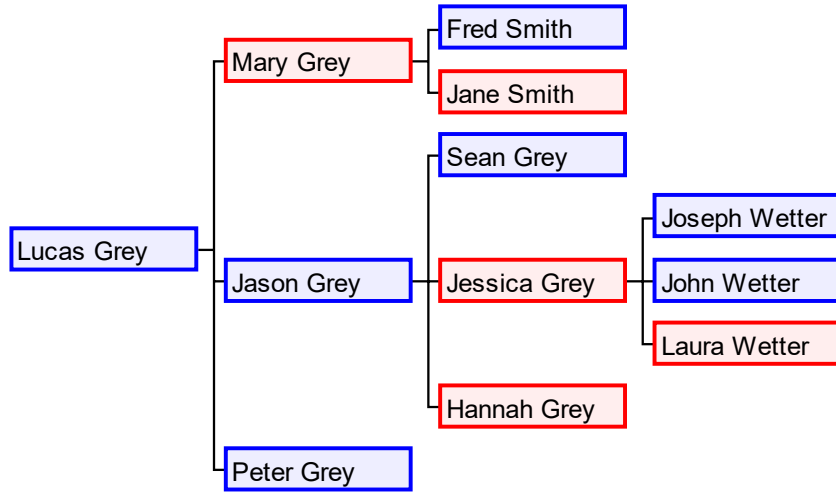 Fred Smith
Mary Grey
Jane Smith
Sean Grey
Joseph Wetter
Lucas Grey
Jason Grey
Jessica Grey
John Wetter
Laura Wetter
Hannah Grey
Peter Grey